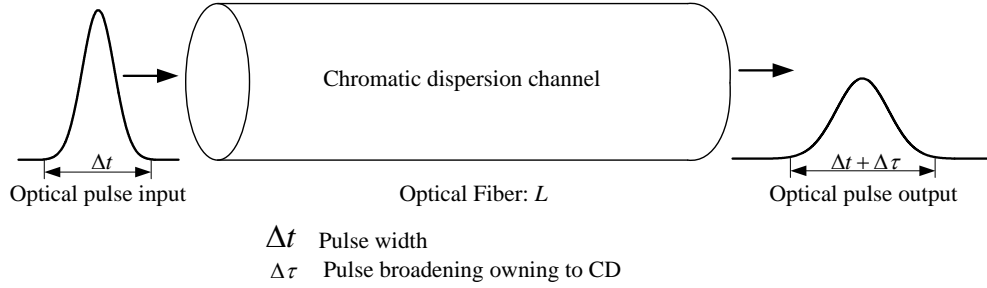 Chromatic dispersion channel
Δt
Δt + Δτ
Optical pulse input
Optical Fiber: L
Optical pulse output
Δt Pulse width
Δτ Pulse broadening owning to CD